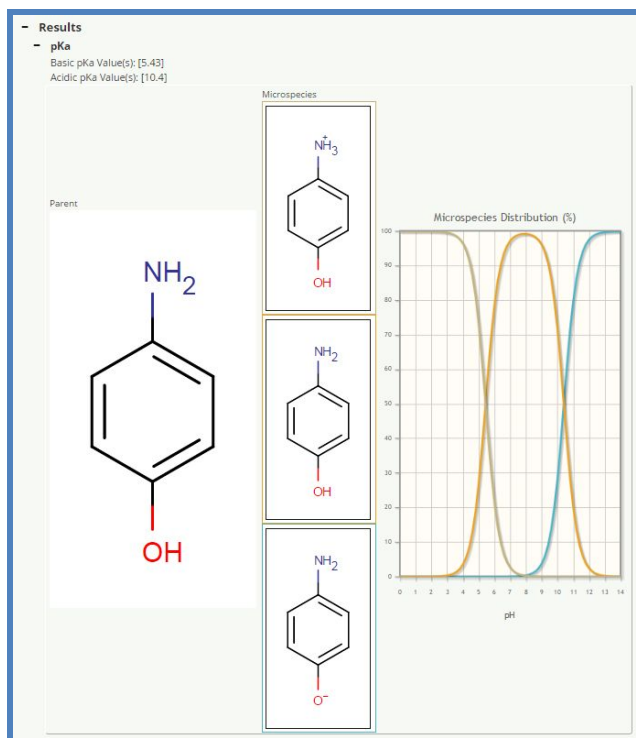 − Results
− pKa
Basic pKa Value(s): [5.43]
Acidic pKa Value(s): [10.4]
Parent
NH2
OH
Microspecies
NH3+
OH
NH2
OH
NH2
O−
Microspecies Distribution (%)
100
90
80
70
60
50
40
30
20
10
0
0 1 2 3 4 5 6 7 8 9 10 11 12 13 14
pH